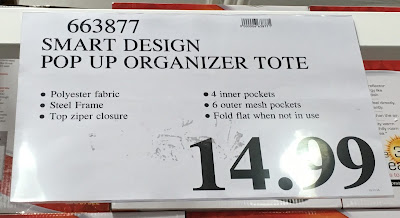 663877
SMART DESIGN
POP UP ORGANIZER TOTE
• Polyester fabric
• Steel Frame
• Top ziper closure
• 4 inner pockets
• 6 outer mesh pockets
• Fold flat when not in use
14.99